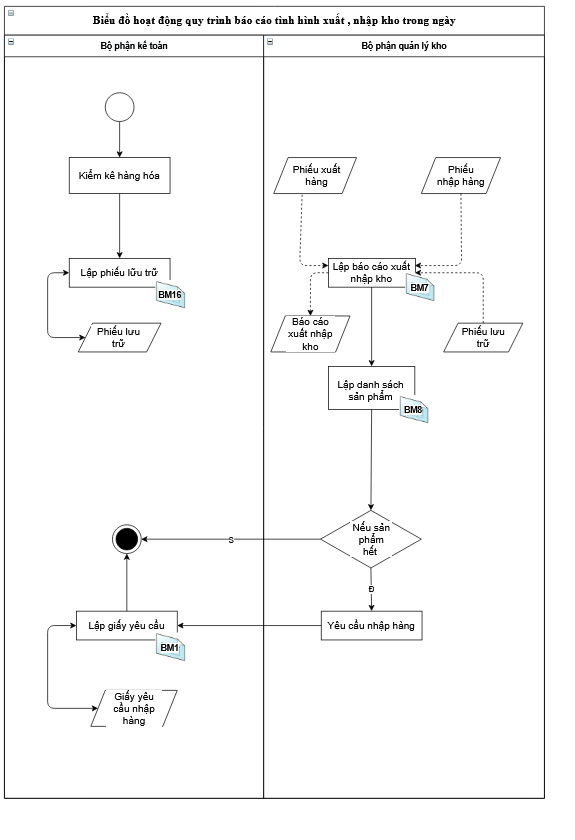 Biểu đồ hoạt động quy trình báo cáo tình hình xuất , nhập kho trong ngày
Bộ phận kế toán
Bộ phận quản lý kho
Kiểm kê hàng hóa
Phiếu xuất
hàng
Phiếu
nhập hàng
Lập phiếu lữu trữ
BM16
Lập báo cáo xuất
nhập kho
BM7
Phiếu lưu
trữ
Báo cáo
xuất nhập
kho
Phiếu lưu
trữ
Lập danh sách
sản phẩm
BM8
Nếu sản
phẩm
hết
S
Đ
Lập giấy yêu cầu
BM1
Yêu cầu nhập hàng
Giấy yêu
cầu nhập
hàng